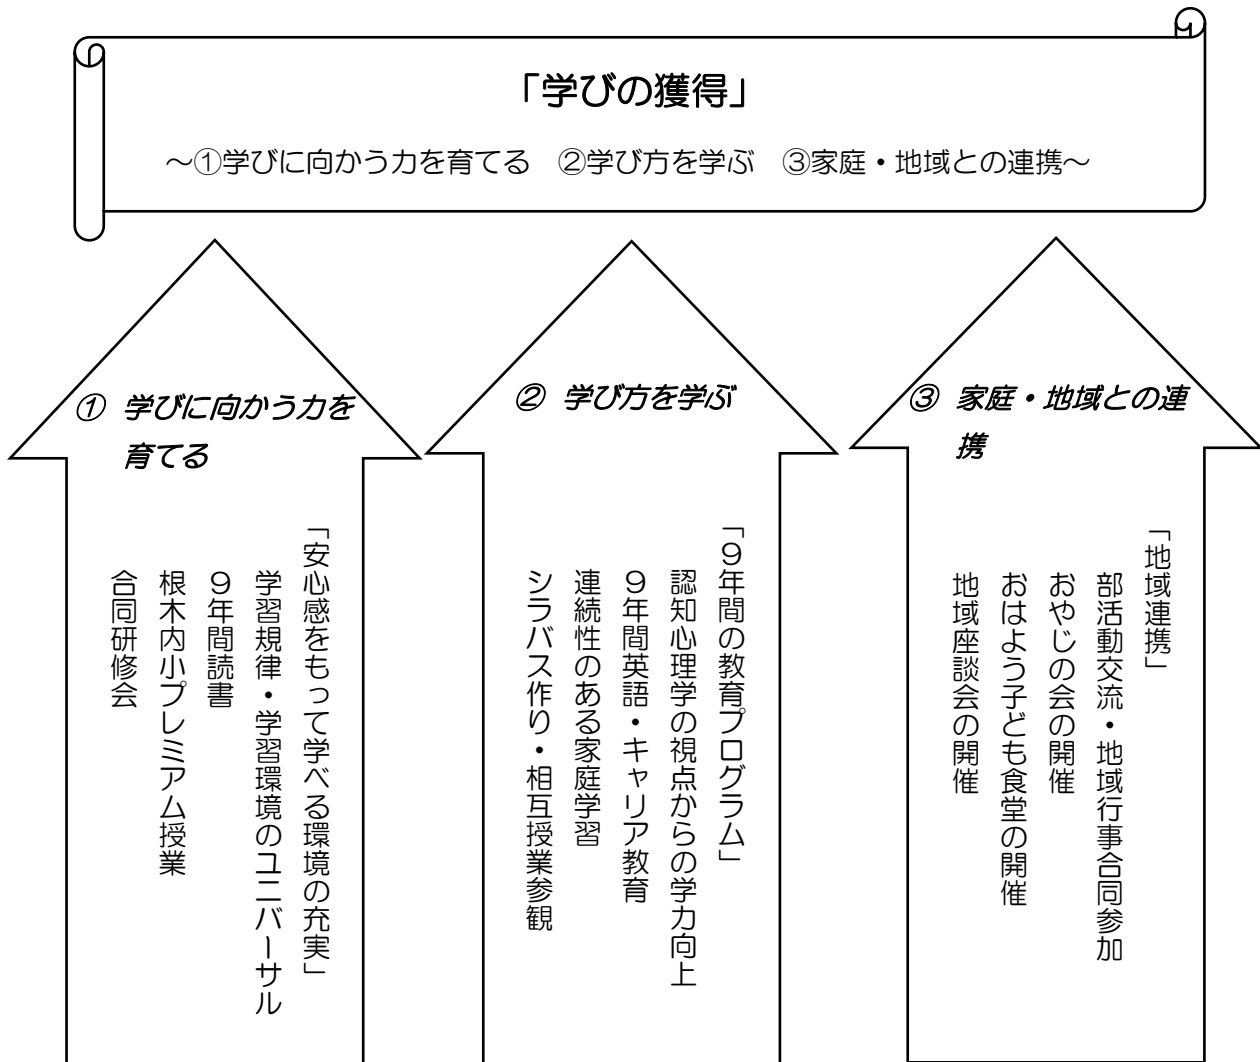 「学びの獲得」
～①学びに向かう力を育てる　②学び方を学ぶ　③家庭・地域との連携～
① 学びに向かう力を
育てる
「安心感をもって学べる環境の充実」
学習規律・学習環境のユニバーサル
９年間読書
根木内小プレミアム授業
合同研修会
② 学び方を学ぶ
「９年間の教育プログラム」
認知心理学の視点からの学力向上
９年間英語・キャリア教育
連続性のある家庭学習
シラバス作り・相互授業参観
③ 家庭・地域との連
携
「地域連携」
部活動交流・地域行事合同参加
おやじの会の開催
おはよう子ども食堂の開催
地域座談会の開催